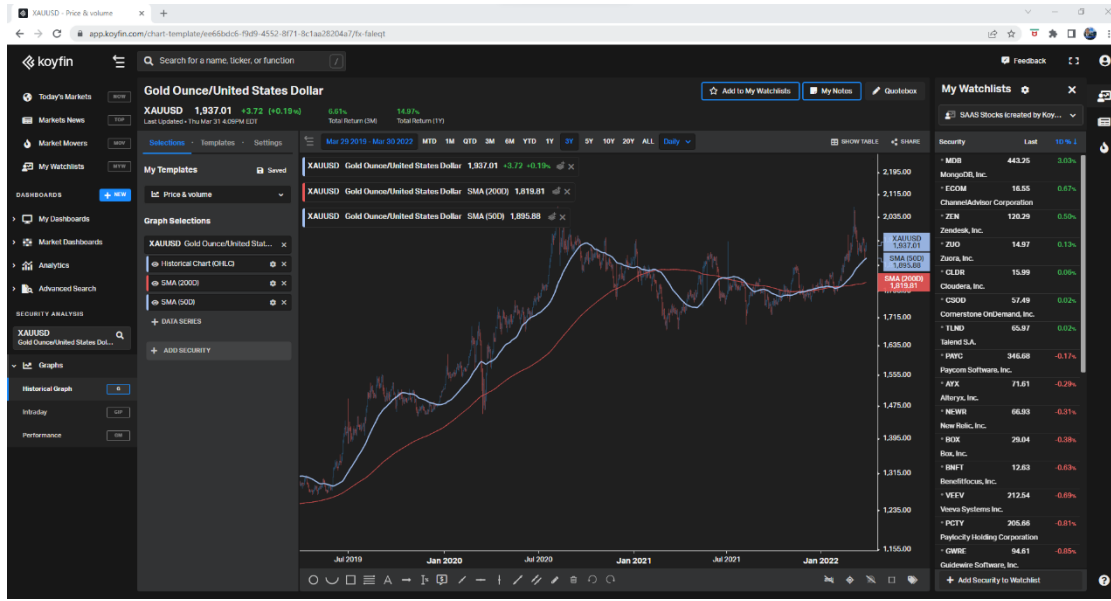 XAUUSD - Price & volume
app.koyfin.com/chart-template/ee66bdc6-f9d9-4552-8f71-8c1aa28204a7/fx-faleqt
koyfin
Search for a name, ticker, or function
/
Feedback
Today's Markets
NOW
Markets News
TOP
Market Movers
MOV
My Watchlists
MYW
DASHBOARDS
+ NEW
My Dashboards
Market Dashboards
Analytics
Advanced Search
SECURITY ANALYSIS
XAUUSD
Gold Ounce/United States Dol...
Graphs
Historical Graph
G
Intraday
GIP
Performance
Gold Ounce/United States Dollar
XAUUSD 1,937.01 +3.72 (+0.19%)
Last Updated • Thu Mar 31 4:09PM EDT
6.61%
Total Return (3M)
14.97%
Total Return (1Y)
Add to My Watchlists
My Notes
Quotebox
Selections
Templates
Settings
My Templates
Saved
Price & volume
Graph Selections
XAUUSD Gold Ounce/United Stat...
Historical Chart (OHLC)
SMA (200D)
SMA (50D)
+ DATA SERIES
+ ADD SECURITY
Mar 29 2019 - Mar 30 2022 MTD 1M QTD 3M 6M YTD 1Y 3Y 5Y 10Y 20Y ALL Daily
SHOW TABLE
SHARE
XAUUSD Gold Ounce/United States Dollar 1,937.01 +3.72 +0.19%
XAUUSD Gold Ounce/United States Dollar SMA (200D) 1,819.81
XAUUSD Gold Ounce/United States Dollar SMA (50D) 1,895.88
2,195.00
2,115.00
2,035.00
XAUUSD
1,937.01
SMA (50D)
1,895.88
SMA (200D)
1,819.81
1,715.00
1,635.00
1,555.00
1,475.00
1,395.00
1,315.00
1,235.00
1,155.00
Jul 2019
Jan 2020
Jul 2020
Jan 2021
Jul 2021
Jan 2022
My Watchlists
SAAS Stocks (created by Koy...
Security Last 1D %
MDB 443.25 3.03%
MongoDB, Inc.
ECOM 16.55 0.67%
ChannelAdvisor Corporation
ZEN 120.29 0.50%
Zendesk, Inc.
ZUO 14.97 0.13%
Zuora, Inc.
CLDR 15.99 0.06%
Cloudera, Inc.
CSOD 57.49 0.02%
Cornerstone OnDemand, Inc.
TLND 65.97 0.02%
Talend S.A.
PAYC 346.68 -0.17%
Paycom Software, Inc.
AYX 71.61 -0.29%
Alteryx, Inc.
NEWR 66.93 -0.31%
New Relic, Inc.
BOX 29.04 -0.38%
Box, Inc.
BNFT 12.63 -0.63%
Benefitfocus, Inc.
VEEV 212.54 -0.69%
Veeva Systems Inc.
PCTY 205.66 -0.81%
Paylocity Holding Corporation
GWRE 94.61 -0.85%
Guidewire Software, Inc.
+ Add Security to Watchlist